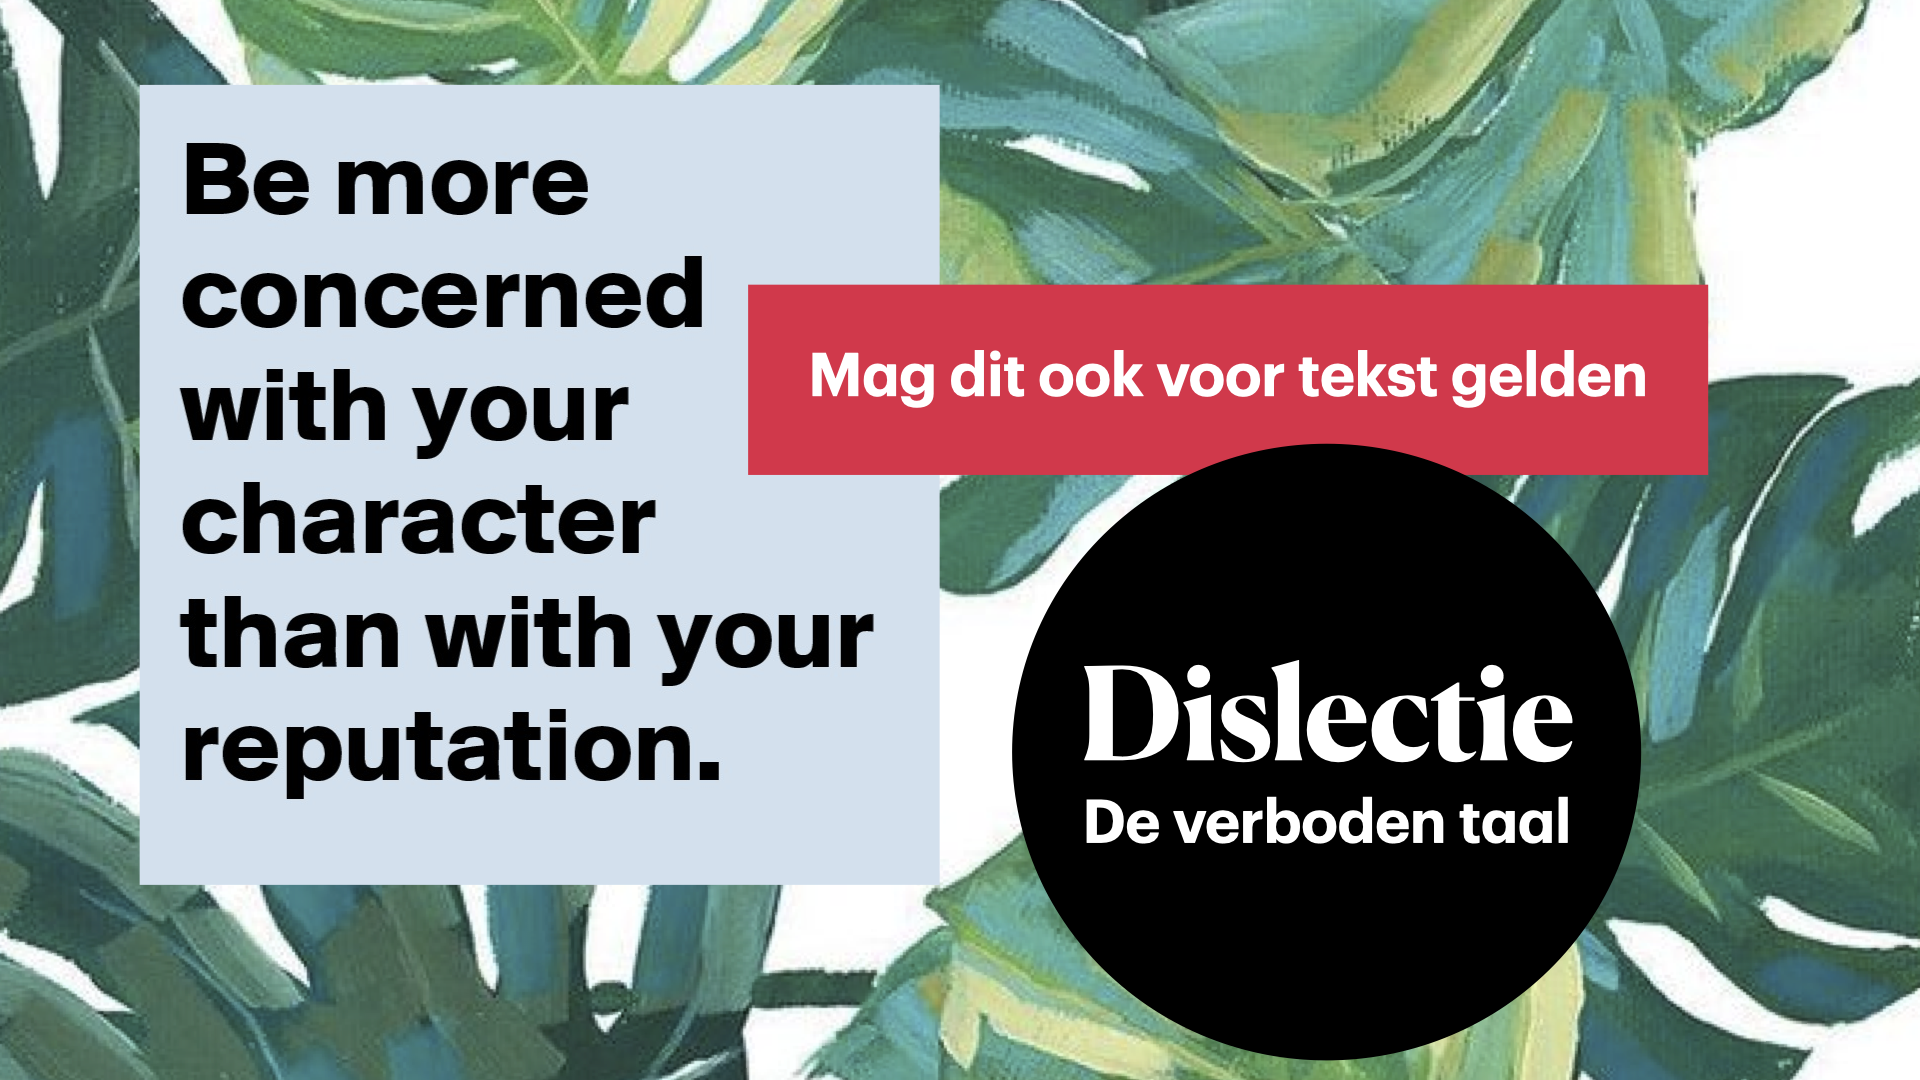 Be more
concerned
with your
character
than with your
reputation.
Mag dit ook voor tekst gelden
Dislectie
De verboden taal